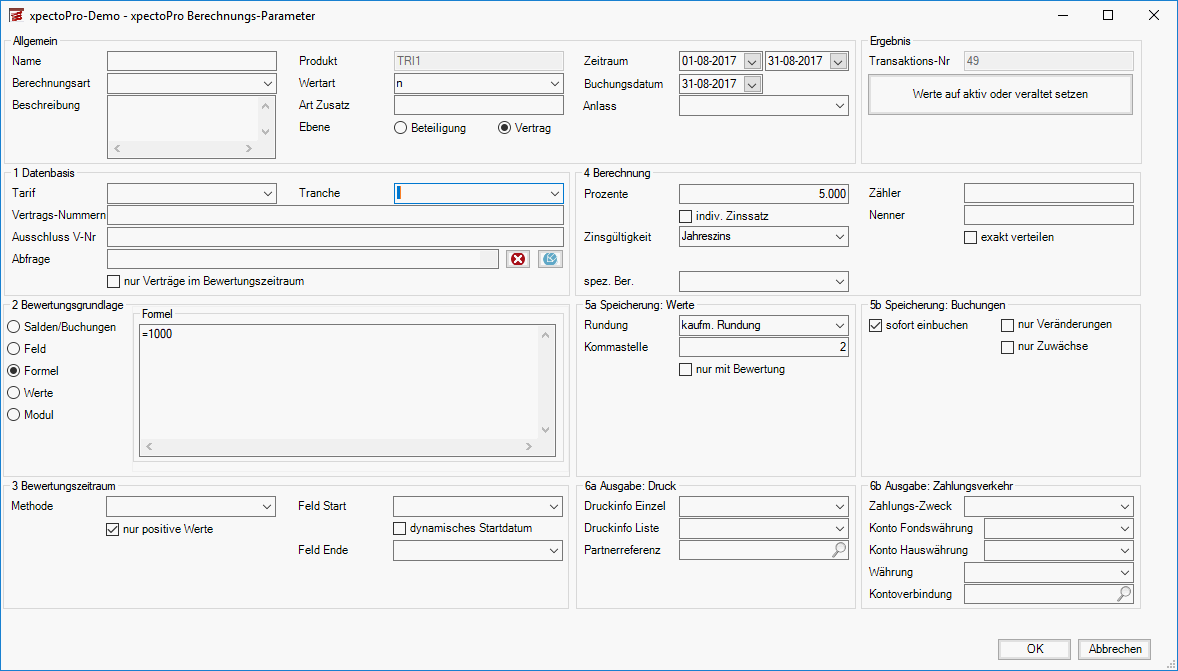 xpectoPro-Demo - xpectoPro Berechnungs-Parameter
Allgemein
Name
Berechnungsart
Beschreibung
Produkt TRI1
Wertart n
Art Zusatz
Ebene Beteiligung Vertrag
Zeitraum 01-08-2017 31-08-2017
Buchungsdatum 31-08-2017
Anlass
Ergebnis
Transaktions-Nr 49
Werte auf aktiv oder veraltet setzen
1 Datenbasis
Tarif Tranche
Vertrags-Nummern
Ausschluss V-Nr
Abfrage
nur Verträge im Bewertungszeitraum
4 Berechnung
Prozente 5.000
indiv. Zinssatz
Zinsgültigkeit Jahreszins
spez. Ber.
Zähler
Nenner
exakt verteilen
2 Bewertungsgrundlage
Salden/Buchungen
Feld
Formel
Werte
Modul
Formel
=1000
5a Speicherung: Werte
Rundung kaufm. Rundung
Kommastelle 2
nur mit Bewertung
5b Speicherung: Buchungen
sofort einbuchen nur Veränderungen
nur Zuwächse
3 Bewertungszeitraum
Methode
nur positive Werte
Feld Start
dynamisches Startdatum
Feld Ende
6a Ausgabe: Druck
Druckinfo Einzel
Druckinfo Liste
Partnerreferenz
6b Ausgabe: Zahlungsverkehr
Zahlungs-Zweck
Konto Fondswährung
Konto Hauswährung
Währung
Kontoverbindung
OK Abbrechen